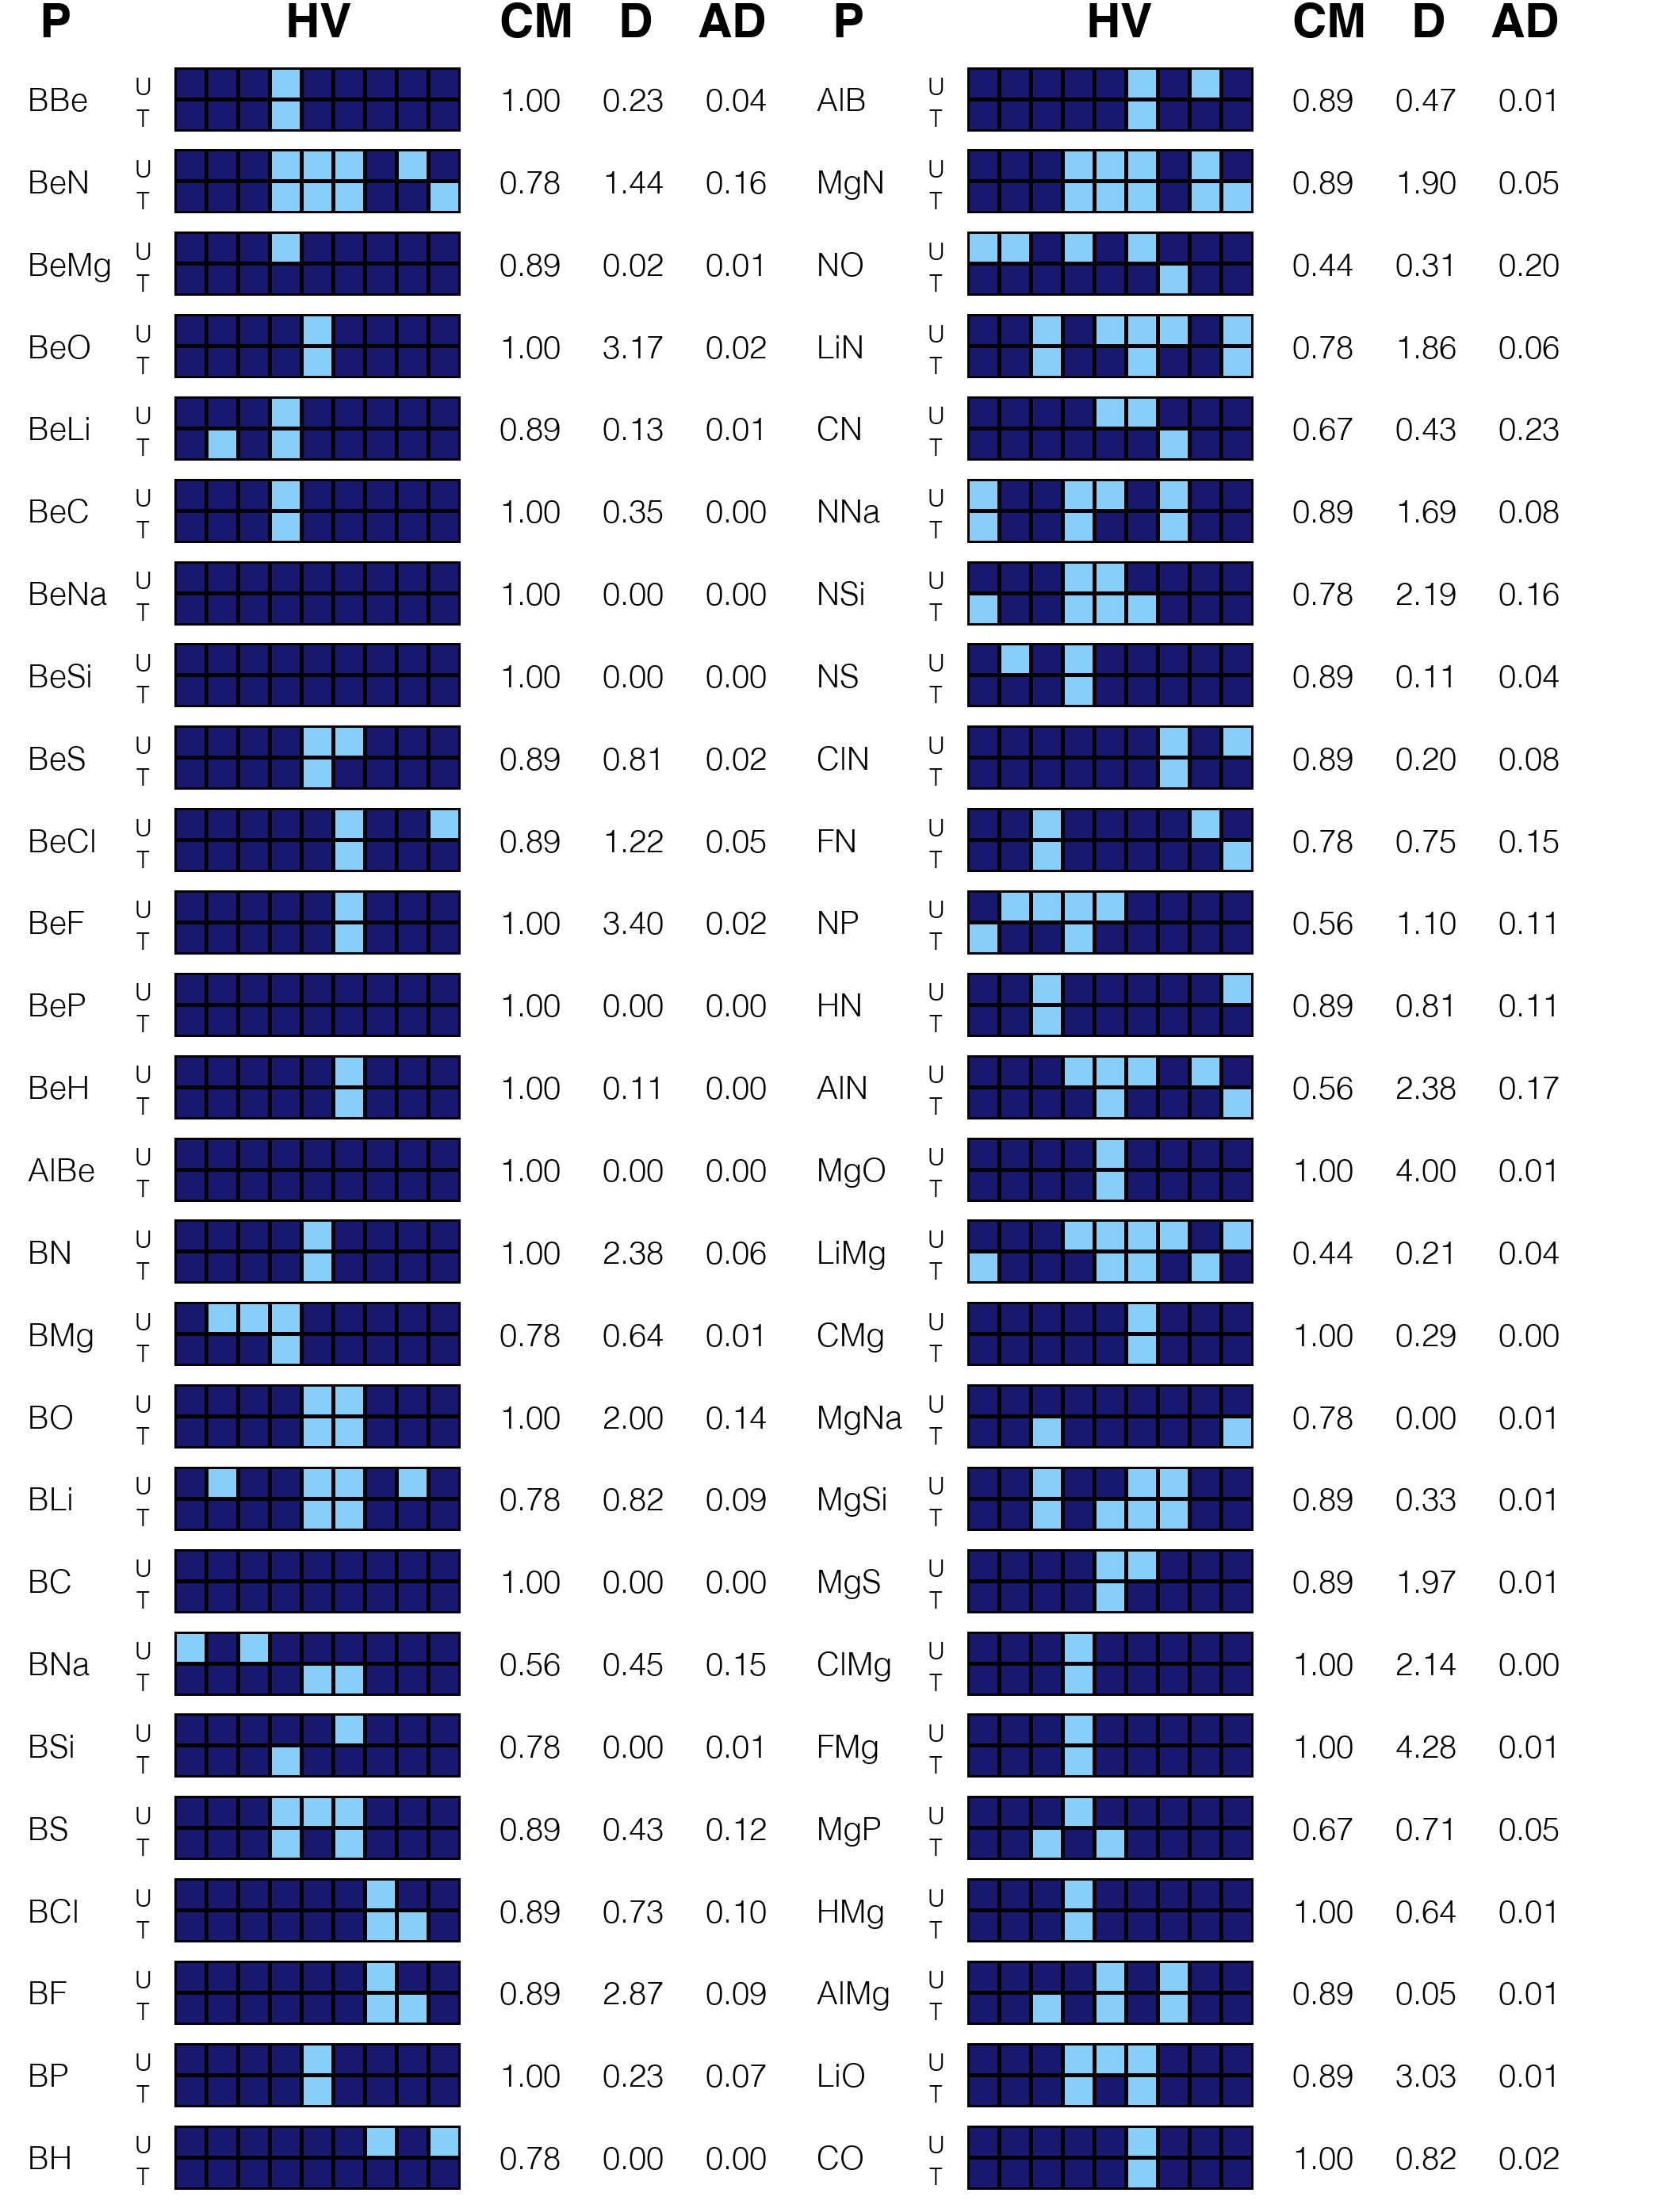 P HV CM D AD P HV CM D AD
BBe U T 1.00 0.23 0.04 AlB U T 0.89 0.47 0.01
BeN U T 0.78 1.44 0.16 MgN U T 0.89 1.90 0.05
BeMg U T 0.89 0.02 0.01 NO U T 0.44 0.31 0.20
BeO U T 1.00 3.17 0.02 LiN U T 0.78 1.86 0.06
BeLi U T 0.89 0.13 0.01 CN U T 0.67 0.43 0.23
BeC U T 1.00 0.35 0.00 NNa U T 0.89 1.69 0.08
BeNa U T 1.00 0.00 0.00 NSi U T 0.78 2.19 0.16
BeSi U T 1.00 0.00 0.00 NS U T 0.89 0.11 0.04
BeS U T 0.89 0.81 0.02 ClN U T 0.89 0.20 0.08
BeCl U T 0.89 1.22 0.05 FN U T 0.78 0.75 0.15
BeF U T 1.00 3.40 0.02 NP U T 0.56 1.10 0.11
BeP U T 1.00 0.00 0.00 HN U T 0.89 0.81 0.11
BeH U T 1.00 0.11 0.00 AlN U T 0.56 2.38 0.17
AlBe U T 1.00 0.00 0.00 MgO U T 1.00 4.00 0.01
BN U T 1.00 2.38 0.06 LiMg U T 0.44 0.21 0.04
BMg U T 0.78 0.64 0.01 CMg U T 1.00 0.29 0.00
BO U T 1.00 2.00 0.14 MgNa U T 0.78 0.00 0.01
BLi U T 0.78 0.82 0.09 MgSi U T 0.89 0.33 0.01
BC U T 1.00 0.00 0.00 MgS U T 0.89 1.97 0.01
BNa U T 0.56 0.45 0.15 ClMg U T 1.00 2.14 0.00
BSi U T 0.78 0.00 0.01 FMg U T 1.00 4.28 0.01
BS U T 0.89 0.43 0.12 MgP U T 0.67 0.71 0.05
BCl U T 0.89 0.73 0.10 HMg U T 1.00 0.64 0.01
BF U T 0.89 2.87 0.09 AlMg U T 0.89 0.05 0.01
BP U T 1.00 0.23 0.07 LiO U T 0.89 3.03 0.01
BH U T 0.78 0.00 0.00 CO U T 1.00 0.82 0.02